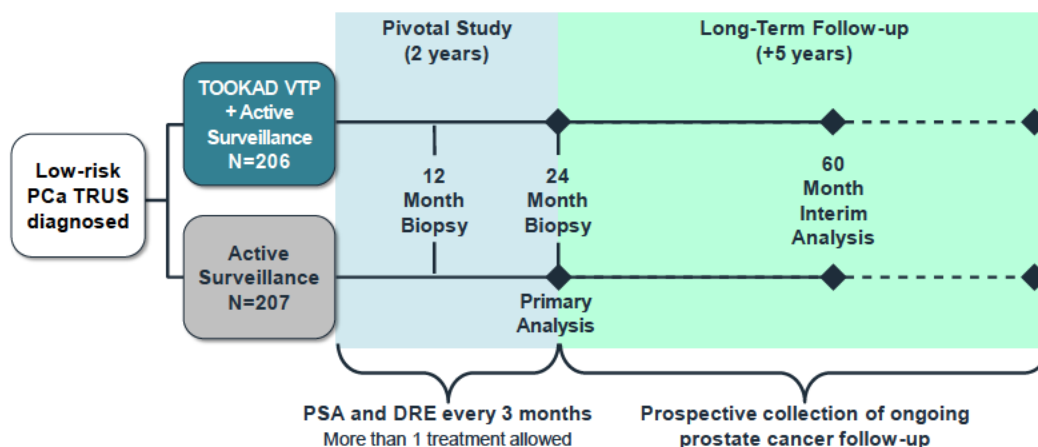 Pivotal Study
(2 years)
Long-Term Follow-up
(+5 years)
TOOKAD VTP
+ Active
Surveillance
N=206
Low-risk
PCa TRUS
diagnosed
12
Month
Biopsy
24
Month
Biopsy
60
Month
Interim
Analysis
Active
Surveillance
N=207
Primary
Analysis
PSA and DRE every 3 months
More than 1 treatment allowed
Prospective collection of ongoing
prostate cancer follow-up